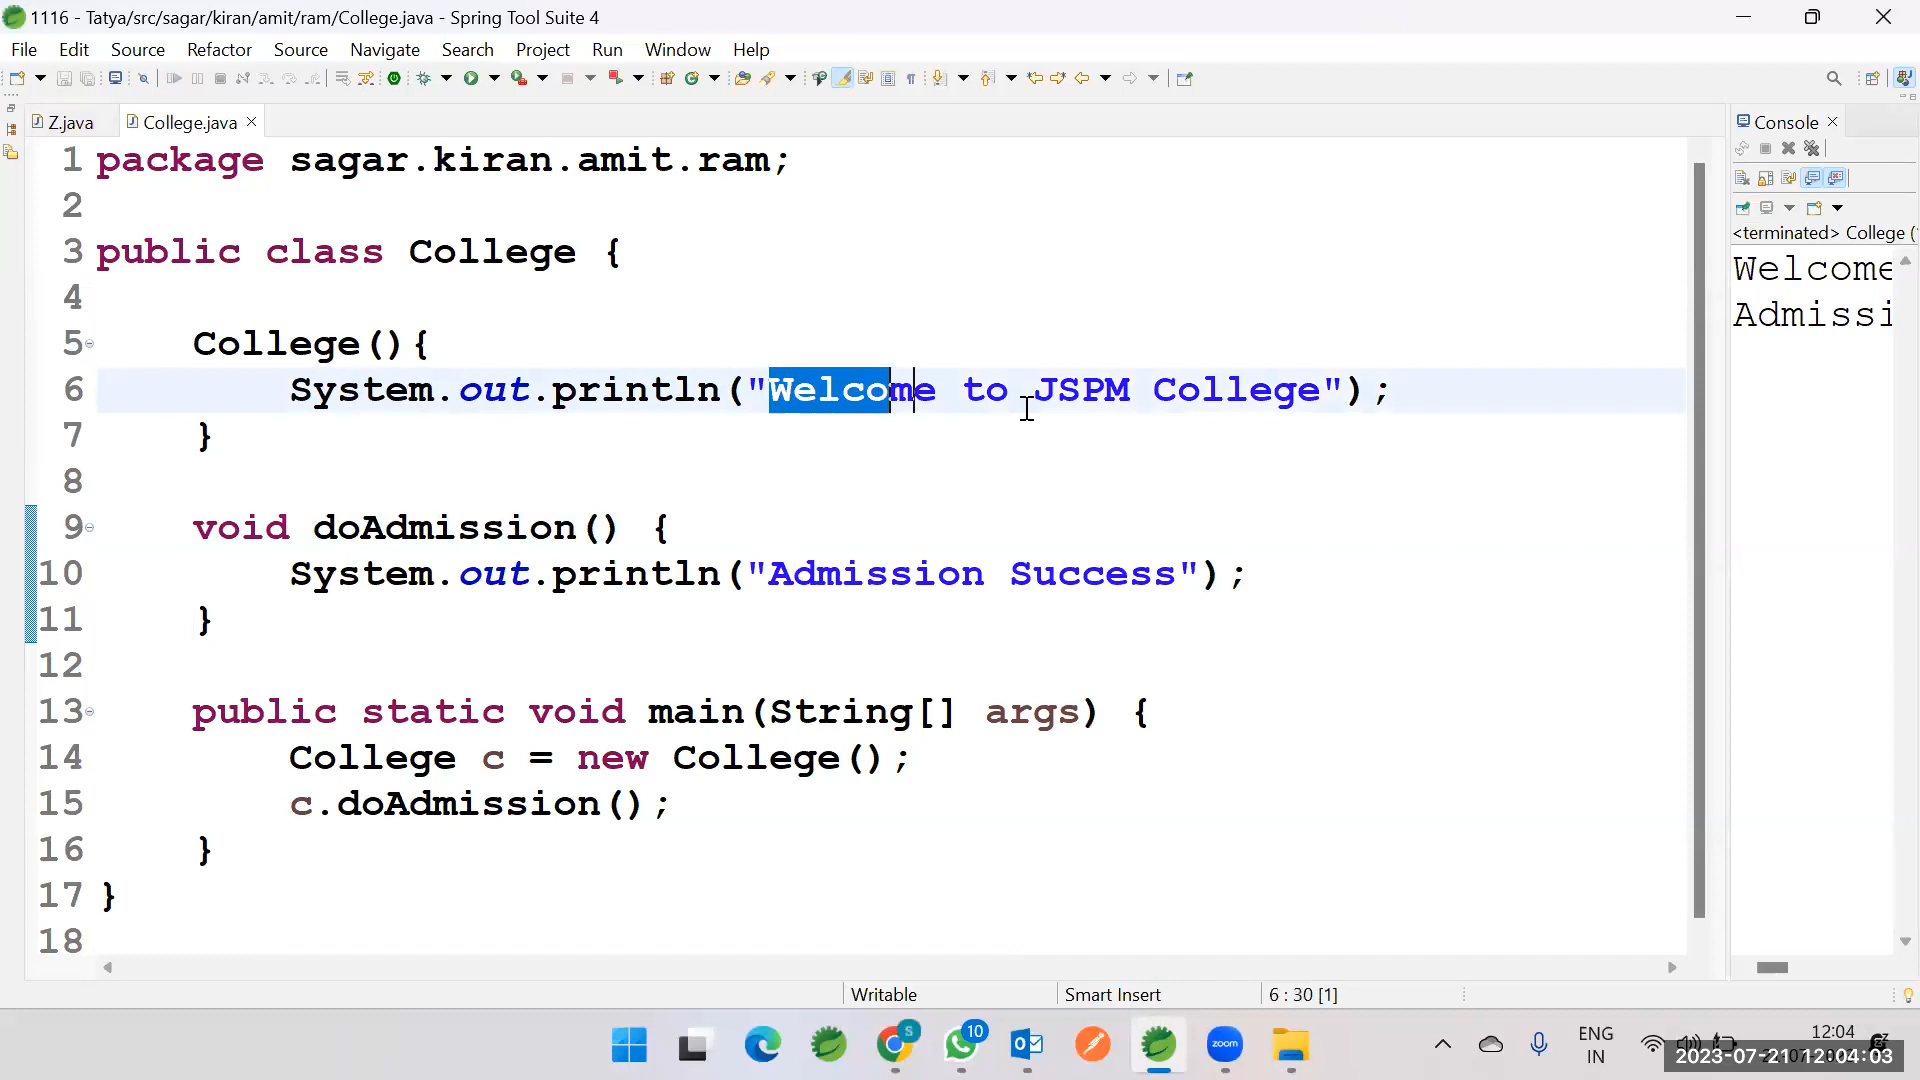 1116 - Tatya/src/sagar/kiran/amit/ram/College.java - Spring Tool Suite 4
File Edit Source Refactor Source Navigate Search Project Run Window Help
Z.java College.java
1 package sagar.kiran.amit.ram;
2
3 public class College {
4
5 College(){
6 System.out.println("Welcome to JSPM College");
7 }
8
9 void doAdmission() {
10 System.out.println("Admission Success");
11 }
12
13 public static void main(String[] args) {
14 College c = new College();
15 c.doAdmission();
16 }
17 }
18
Console
<terminated> College (
Welcome
Admissi
Writable Smart Insert 6 : 30 [1]
S 10 zoom
ENG
IN
12:04
2023-07-21 12:04:03